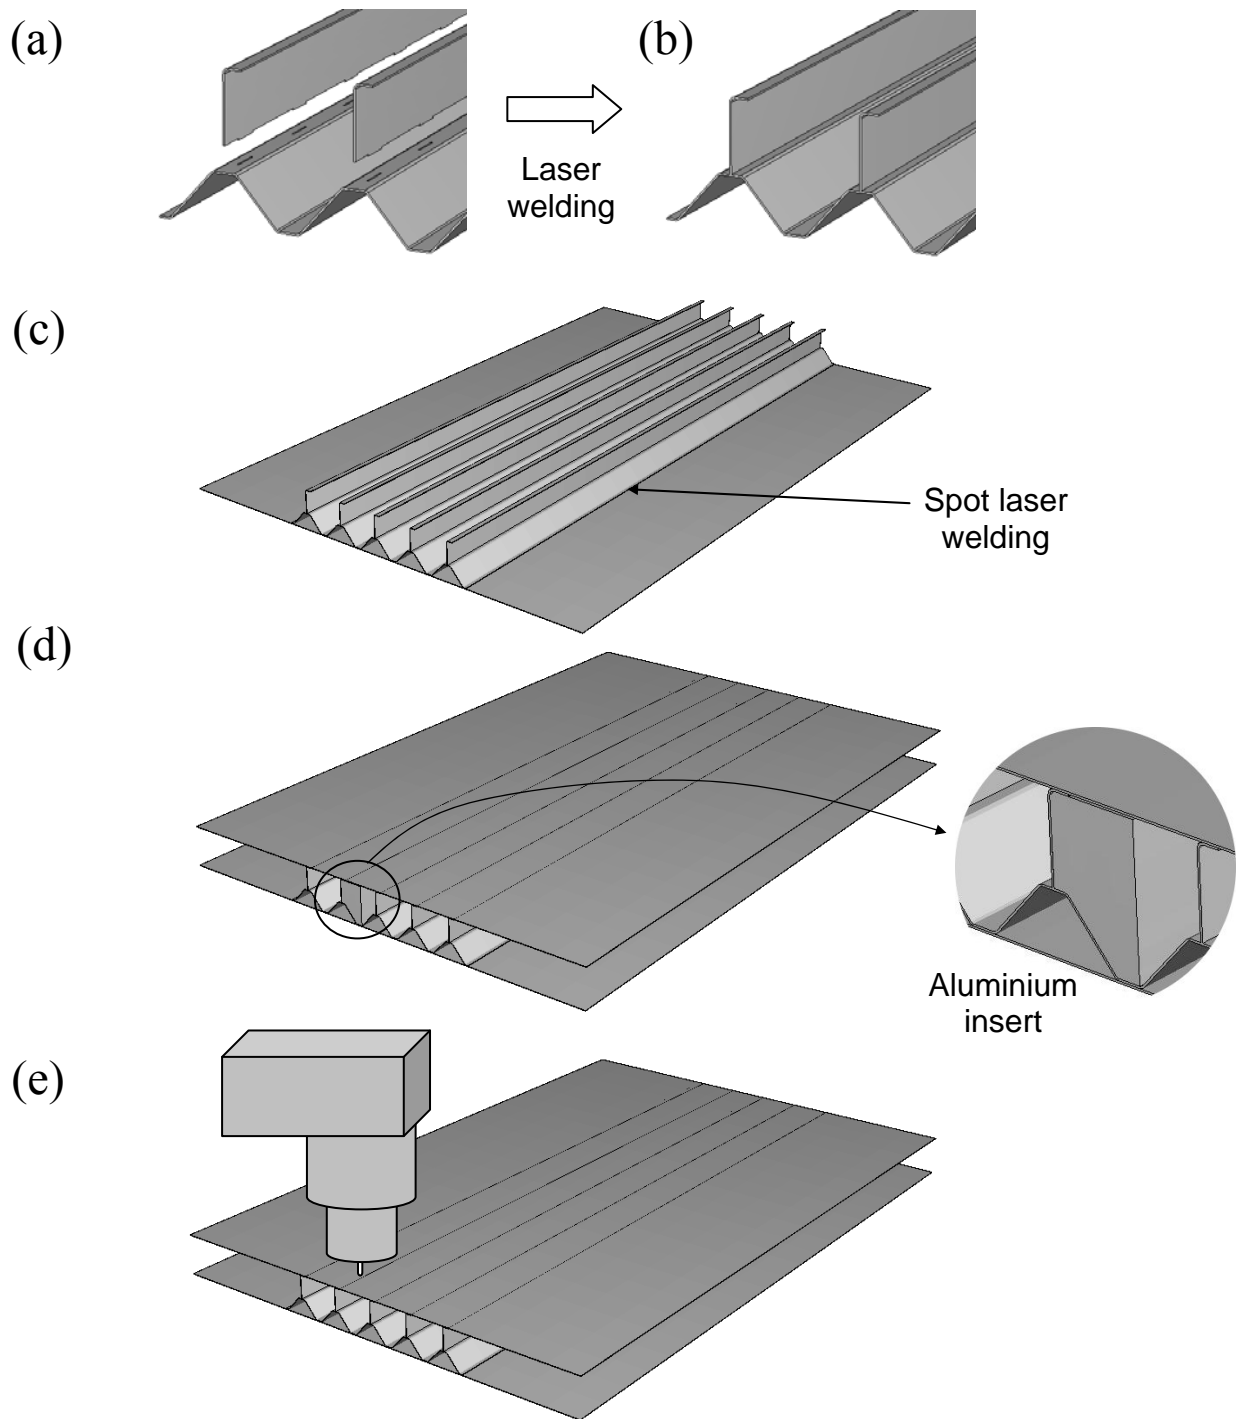 (a)
(b)
Laser
welding
(c)
Spot laser
welding
(d)
Aluminium
insert
(e)